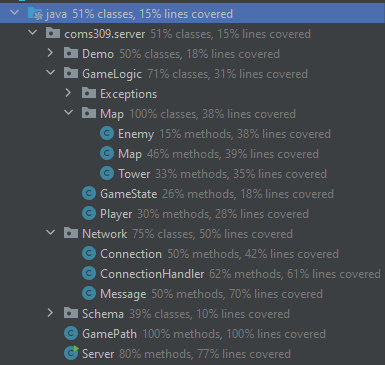 java 51% classes, 15% lines covered
coms309.server 51% classes, 15% lines covered
Demo 50% classes, 18% lines covered
GameLogic 71% classes, 31% lines covered
Exceptions
Map 100% classes, 38% lines covered
Enemy 15% methods, 38% lines covered
Map 46% methods, 39% lines covered
Tower 33% methods, 35% lines covered
GameState 26% methods, 18% lines covered
Player 30% methods, 28% lines covered
Network 75% classes, 50% lines covered
Connection 50% methods, 42% lines covered
ConnectionHandler 62% methods, 61% lines covered
Message 50% methods, 70% lines covered
Schema 39% classes, 10% lines covered
GamePath 100% methods, 100% lines covered
Server 80% methods, 77% lines covered